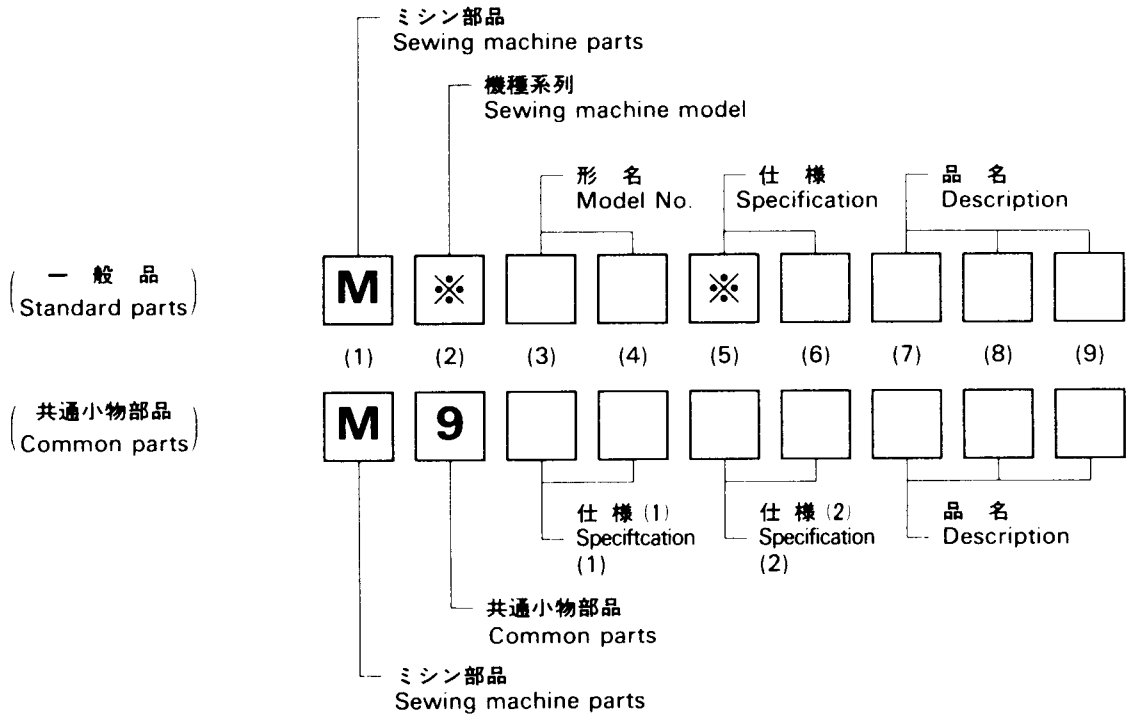 ミシン部品
Sewing machine parts
機種系列
Sewing machine model
形 名
Model No.
仕 様
Specification
品 名
Description
(一 般 品
Standard parts)
M ※ ※
(1) (2) (3) (4) (5) (6) (7) (8) (9)
(共通小物部品
Common parts)
M 9
仕 様(1)
Speciftcation
(1)
仕 様(2)
Specification
(2)
品 名
Description
共通小物部品
Common parts
ミシン部品
Sewing machine parts